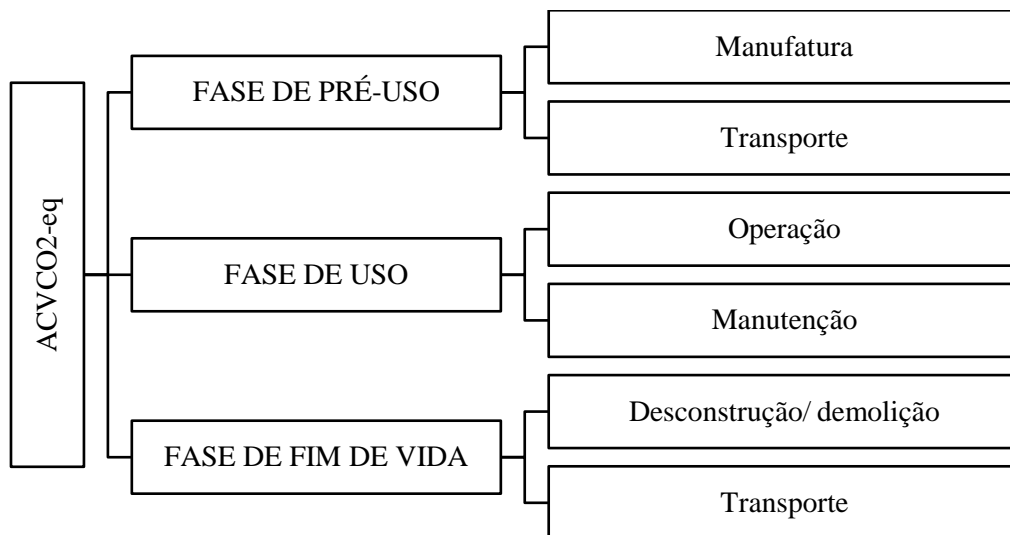 ACVCO2-eq
FASE DE PRÉ-USO
Manufatura
Transporte
FASE DE USO
Operação
Manutenção
FASE DE FIM DE VIDA
Desconstrução/ demolição
Transporte